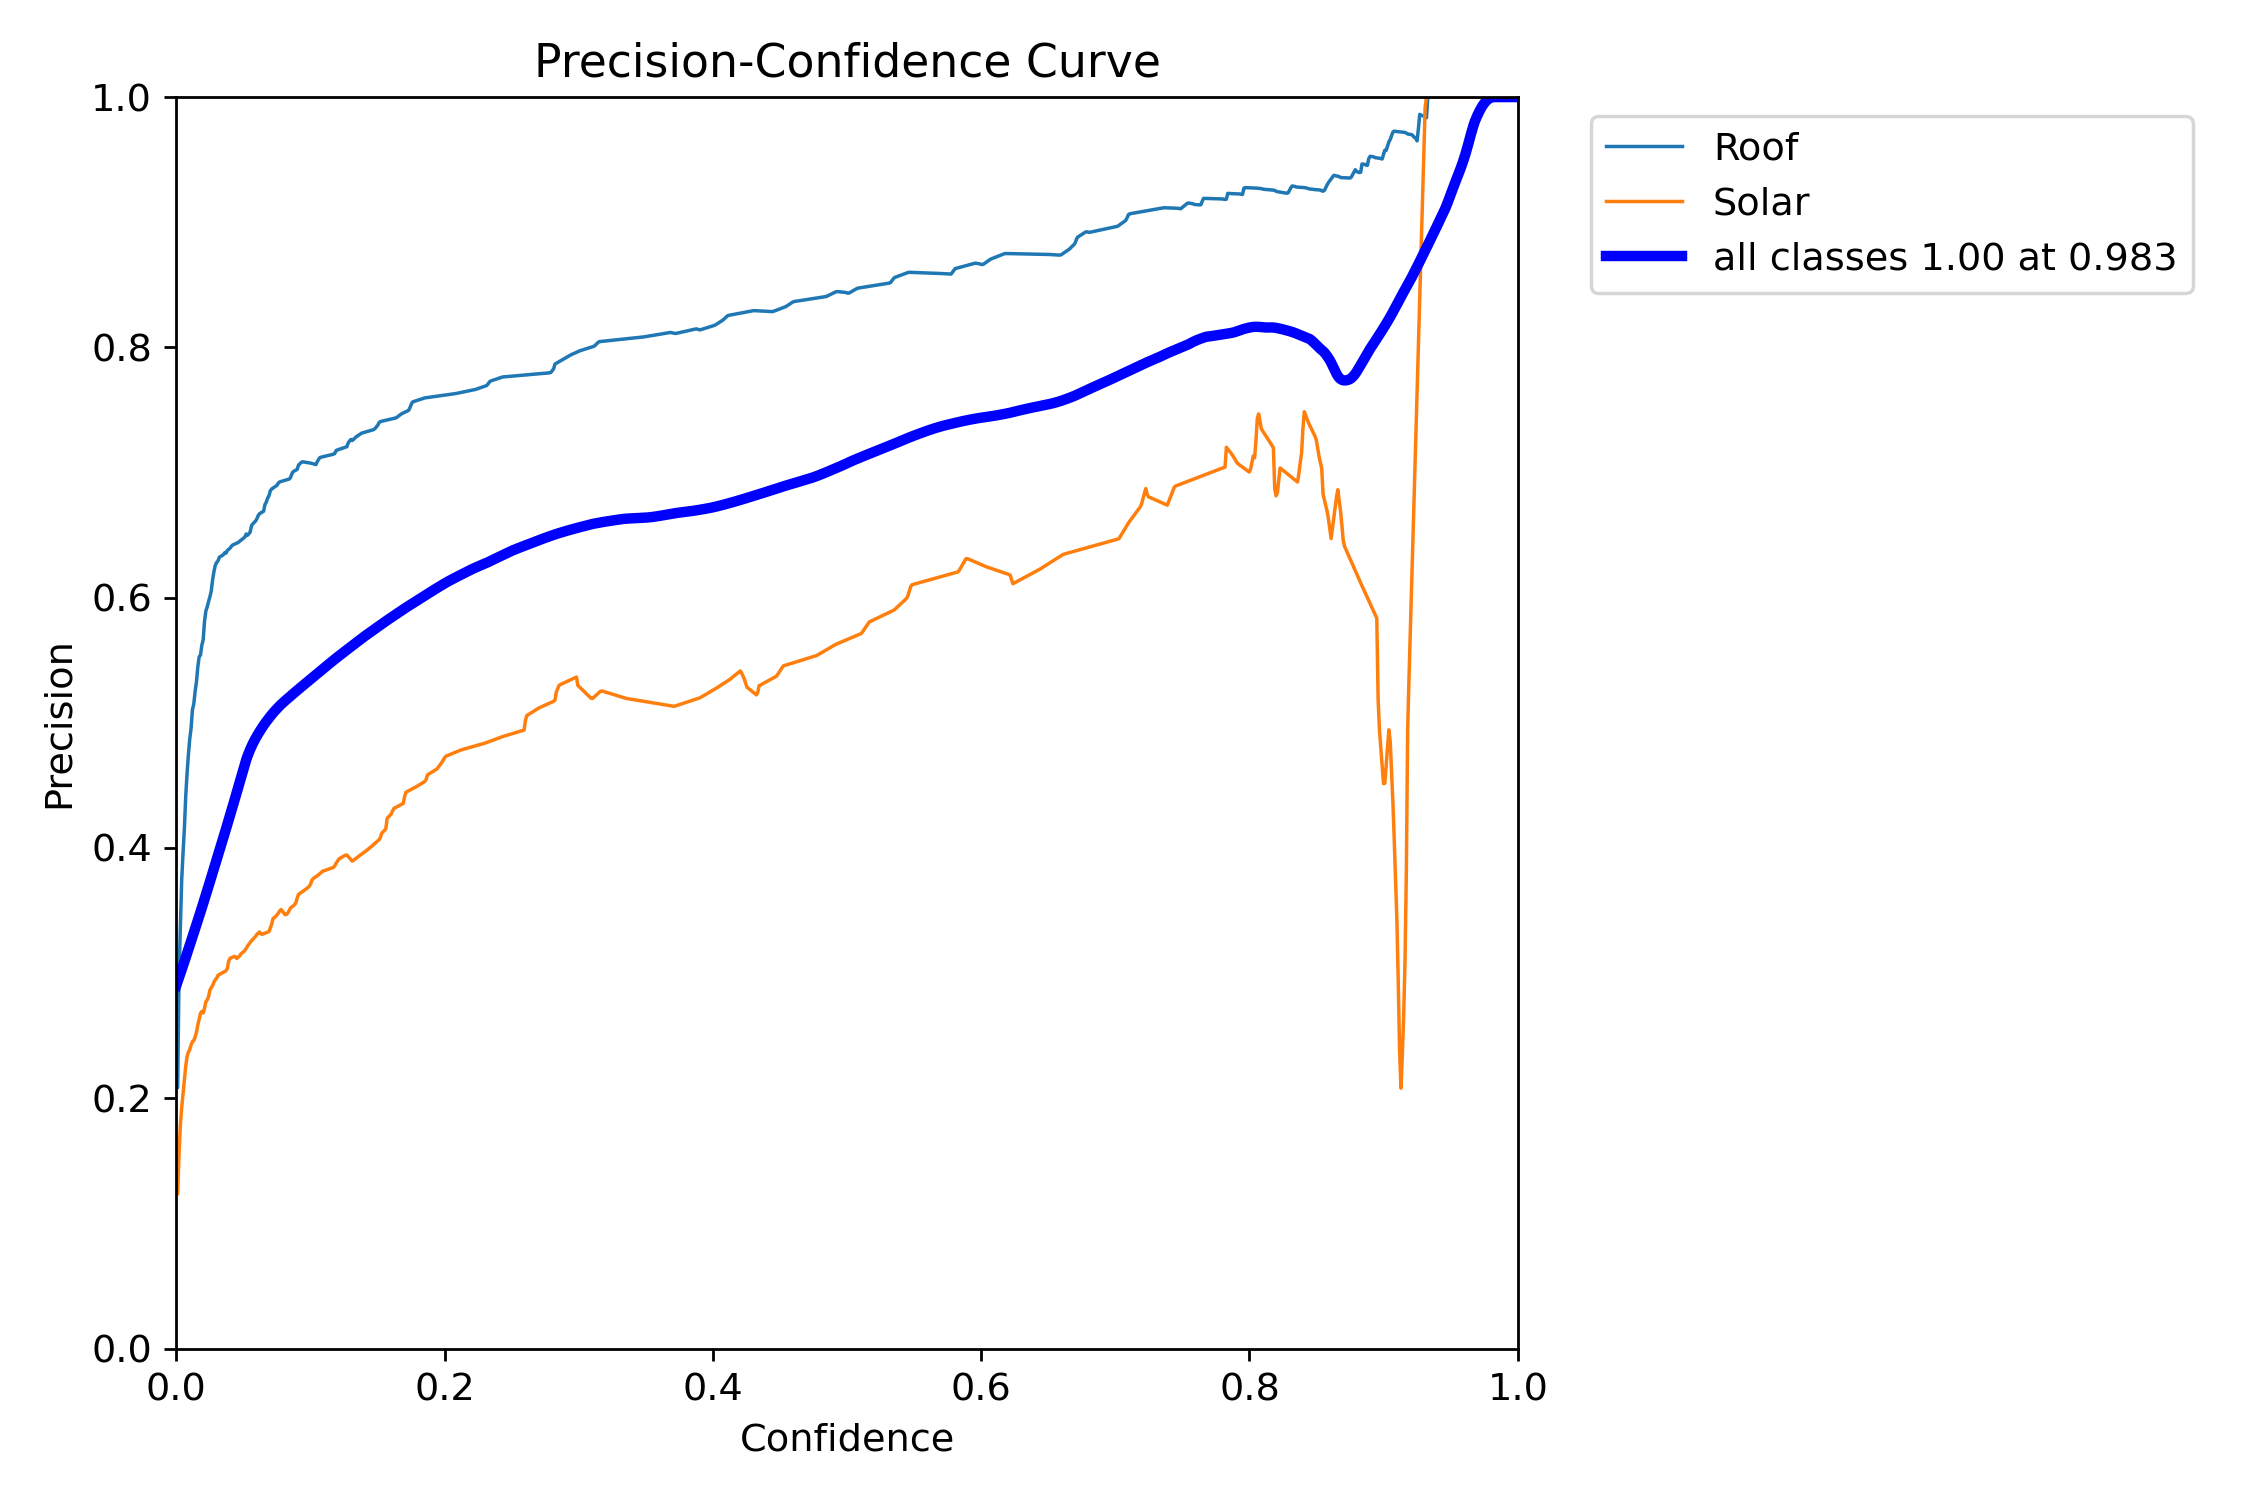 Precision-Confidence Curve
1.0
0.8
0.6
0.4
0.2
0.0
Precision
0.0 0.2 0.4 0.6 0.8 1.0
Confidence
Roof
Solar
all classes 1.00 at 0.983